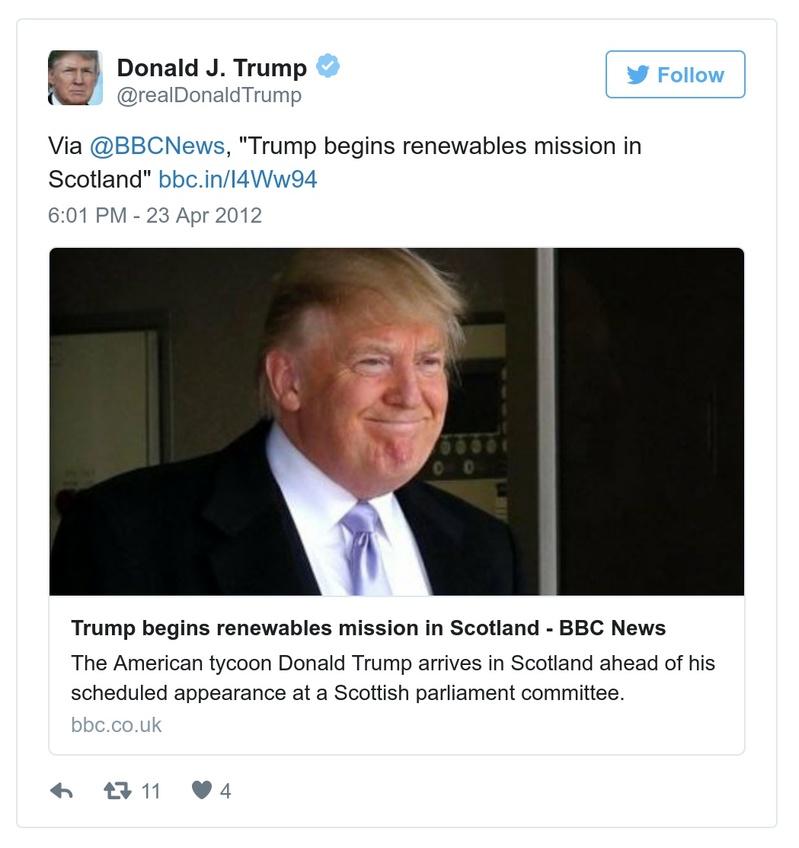 Donald J. Trump
@realDonaldTrump
Follow
Via @BBCNews, "Trump begins renewables mission in
Scotland" bbc.in/I4Ww94
6:01 PM - 23 Apr 2012
Trump begins renewables mission in Scotland - BBC News
The American tycoon Donald Trump arrives in Scotland ahead of his
scheduled appearance at a Scottish parliament committee.
bbc.co.uk
11 4